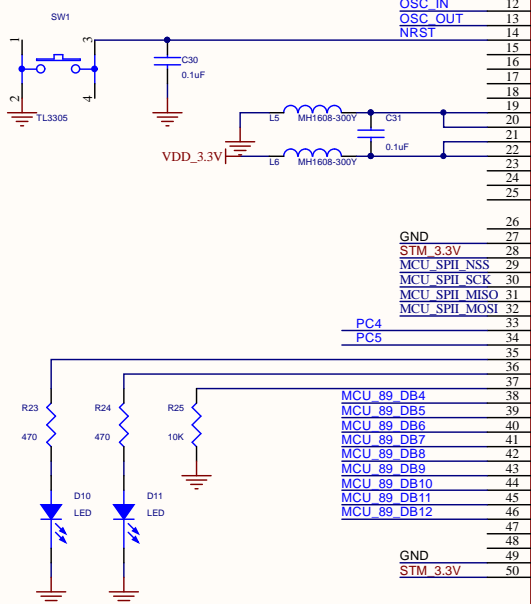 OSC_IN 12
SW1 OSC_OUT 13
1 3 NRST 14
15
C30 16
0.1uF 17
2 4 18
TL3305 19
L5 MH1608-300Y C31 20
21
0.1uF
VDD_3.3V 22
L6 MH1608-300Y 23
24
25
26
GND 27
STM_3.3V 28
MCU_SPII_NSS 29
MCU_SPII_SCK 30
MCU_SPII_MISO 31
MCU_SPII_MOSI 32
PC4 33
PC5 34
35
36
37
MCU_89_DB4 38
R23 R24 R25 MCU_89_DB5 39
MCU_89_DB6 40
470 470 10K MCU_89_DB7 41
MCU_89_DB8 42
MCU_89_DB9 43
MCU_89_DB10 44
D10 D11 MCU_89_DB11 45
LED LED MCU_89_DB12 46
47
48
GND 49
STM_3.3V 50